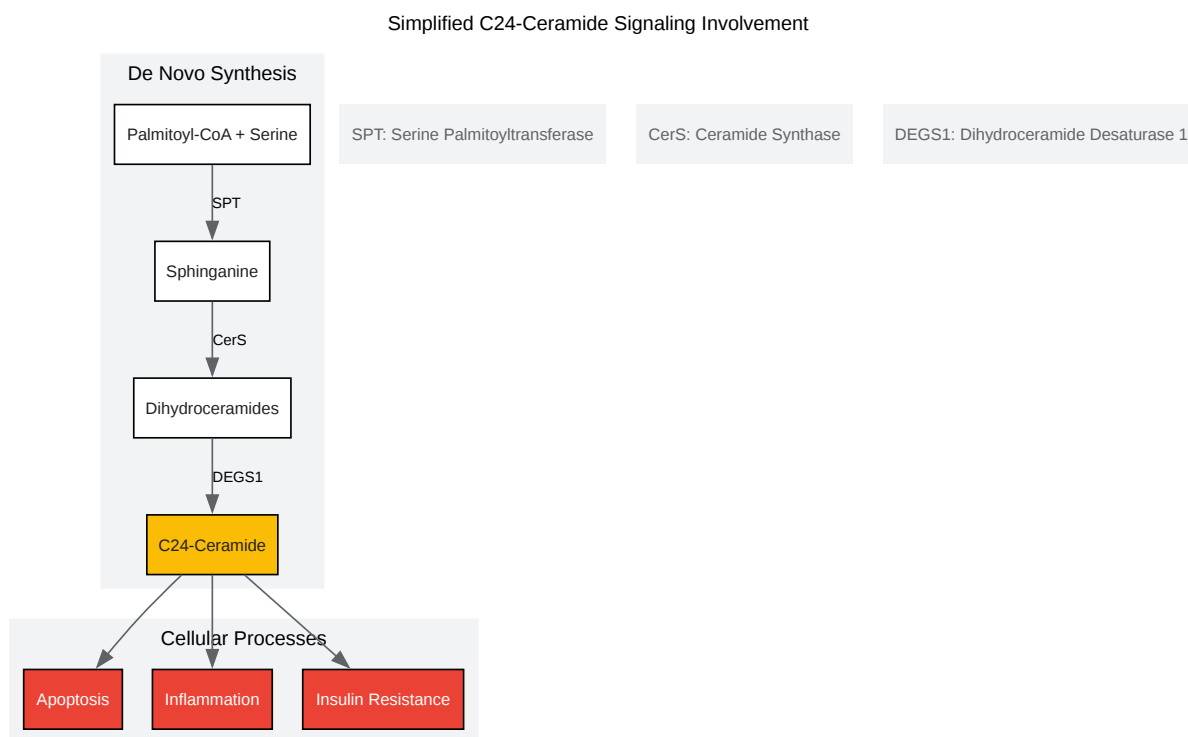 Simplified C24-Ceramide Signaling Involvement
De Novo Synthesis
Palmitoyl-CoA + Serine
SPT: Serine Palmitoyltransferase
CerS: Ceramide Synthase
DEGS1: Dihydroceramide Desaturase 1
SPT
Sphinganine
CerS
Dihydroceramides
DEGS1
C24-Ceramide
Cellular Processes
Apoptosis
Inflammation
Insulin Resistance